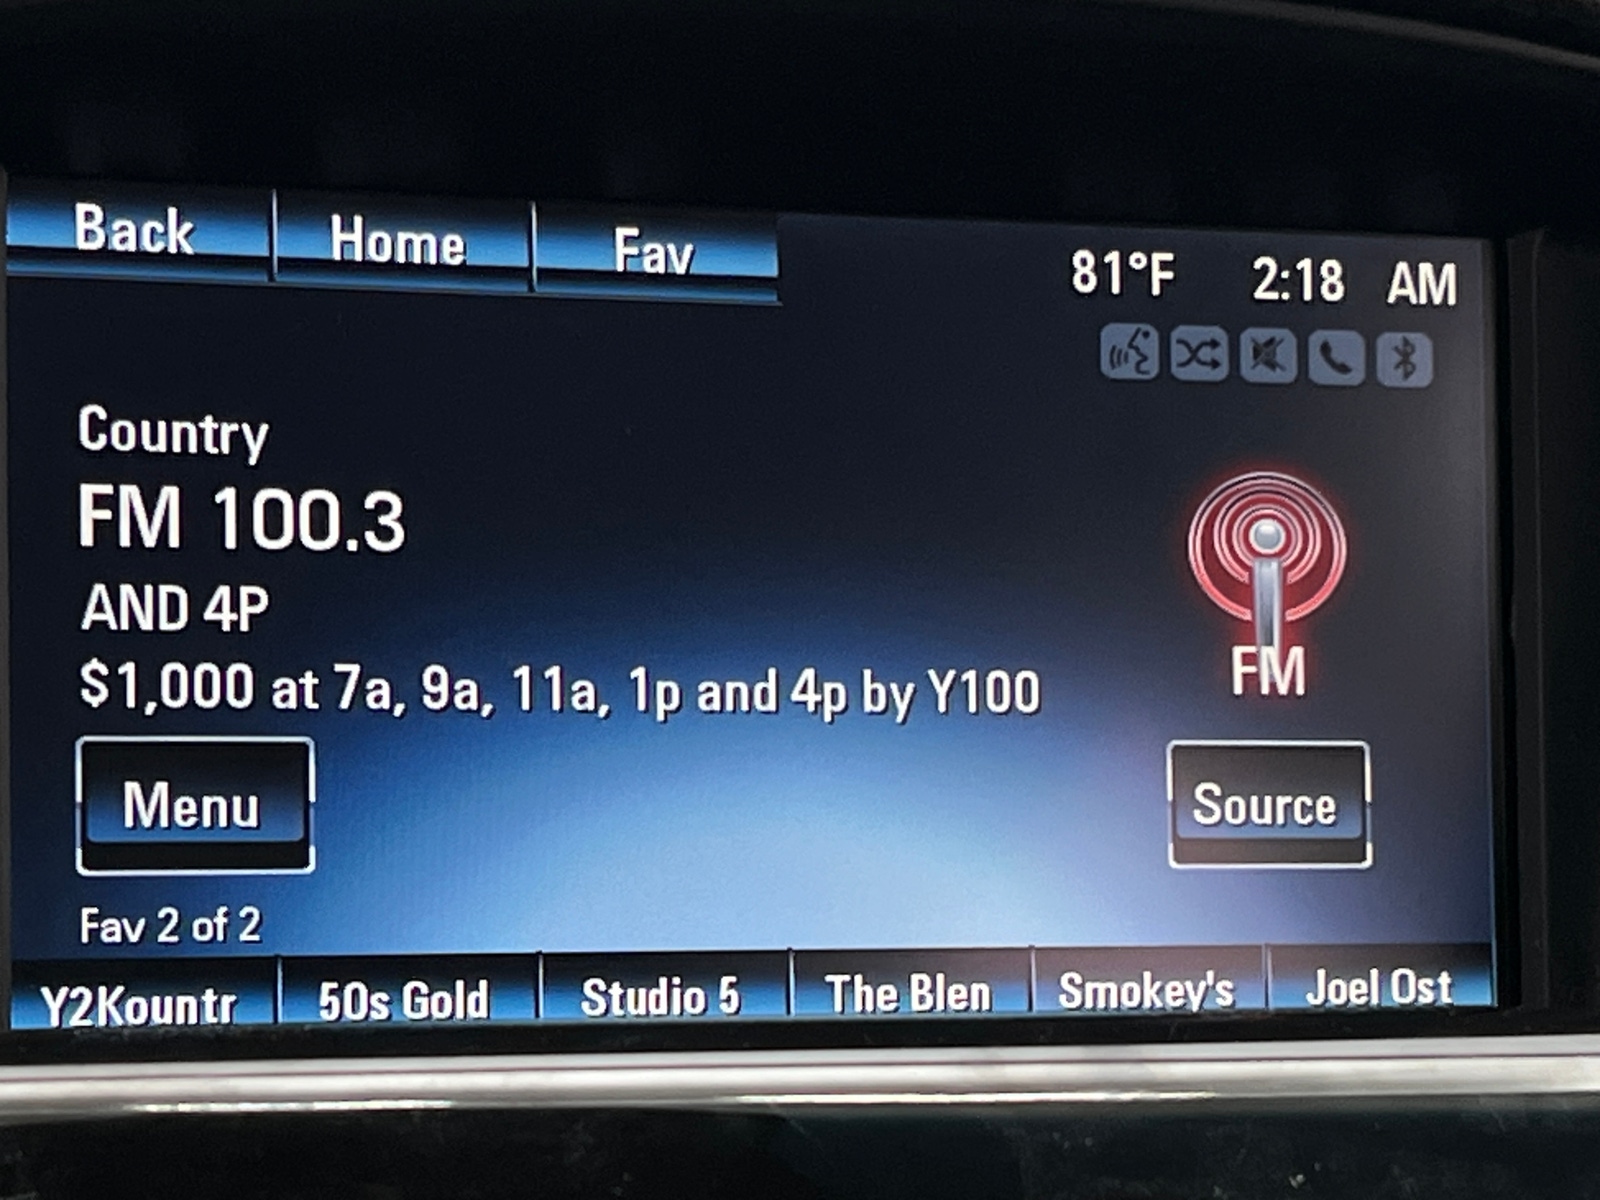 Back Home Fav
81°F 2:18 AM
Country
FM 100.3
AND 4P
$1,000 at 7a, 9a, 11a, 1p and 4p by Y100
FM
Menu
Source
Fav 2 of 2
Y2Kountr 50s Gold Studio 5 The Blen Smokey's Joel Ost